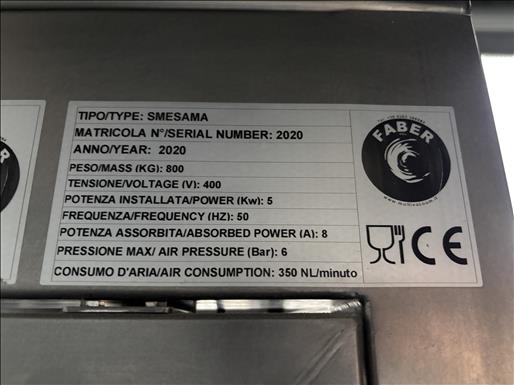 TIPO/TYPE: SMESAMA
MATRICOLA N°/SERIAL NUMBER: 2020
ANNO/YEAR: 2020
PESO/MASS (KG): 800
TENSIONE/VOLTAGE (V): 400
POTENZA INSTALLATA/POWER (Kw): 5
FREQUENZA/FREQUENCY (HZ): 50
POTENZA ASSORBITA/ABSORBED POWER (A): 8
PRESSIONE MAX/ AIR PRESSURE (Bar): 6
CONSUMO D'ARIA/AIR CONSUMPTION: 350 NL/minuto
FABER
CE